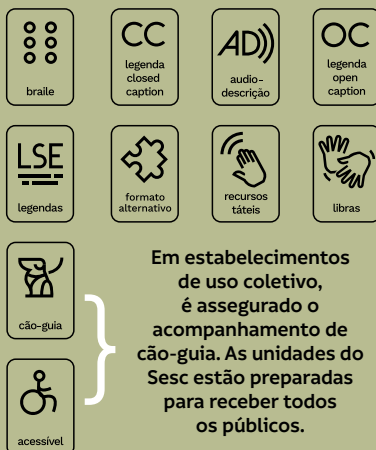 braile
CC
legenda
closed
caption
AD
audio-
descrição
OC
legenda
open
caption
LSE
legendas
formato
alternativo
recursos
táteis
libras
cão-guia
acessível
Em estabelecimentos
de uso coletivo,
é assegurado o
acompanhamento de
cão-guia. As unidades do
Sesc estão preparadas
para receber todos
os públicos.